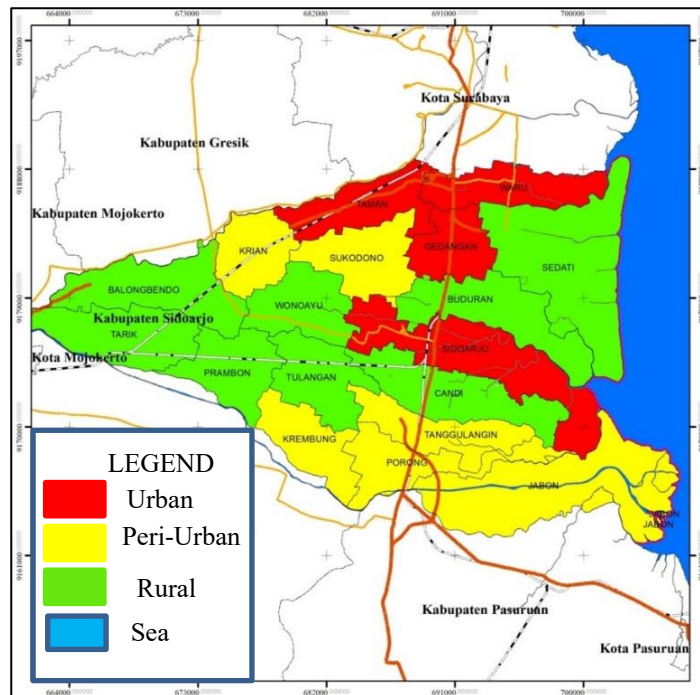 664000 673000 682000 691000 700000
9197000
Kota Surabaya
Kabupaten Gresik
9188000
WARU
TAMAN
Kabupaten Mojokerto
GEDANGAN
KRIAN
SUKODONO
SEDATI
BALONGBENDO
WONOAYU
BUDURAN
9179000
Kabupaten Sidoarjo
TARIK
SIDOARJO
Kota Mojokerto
PRAMBON
TULANGAN
CANDI
9170000
KREMBUNG
TANGGULANGIN
PORONG
JABON
JABON
JABON
LEGEND
Urban
Peri-Urban
Rural
Sea
9161000
Kabupaten Pasuruan
Kota Pasuruan
664000 673000 682000 691000 700000